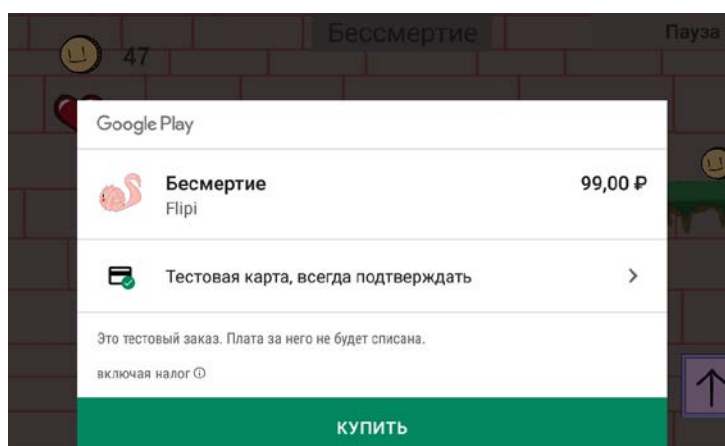 Бессмертие
Пауза
47
Google Play
Бесмертие
99,00 ₽
Flipi
Тестовая карта, всегда подтверждать
Это тестовый заказ. Плата за него не будет списана.
включая налог
КУПИТЬ